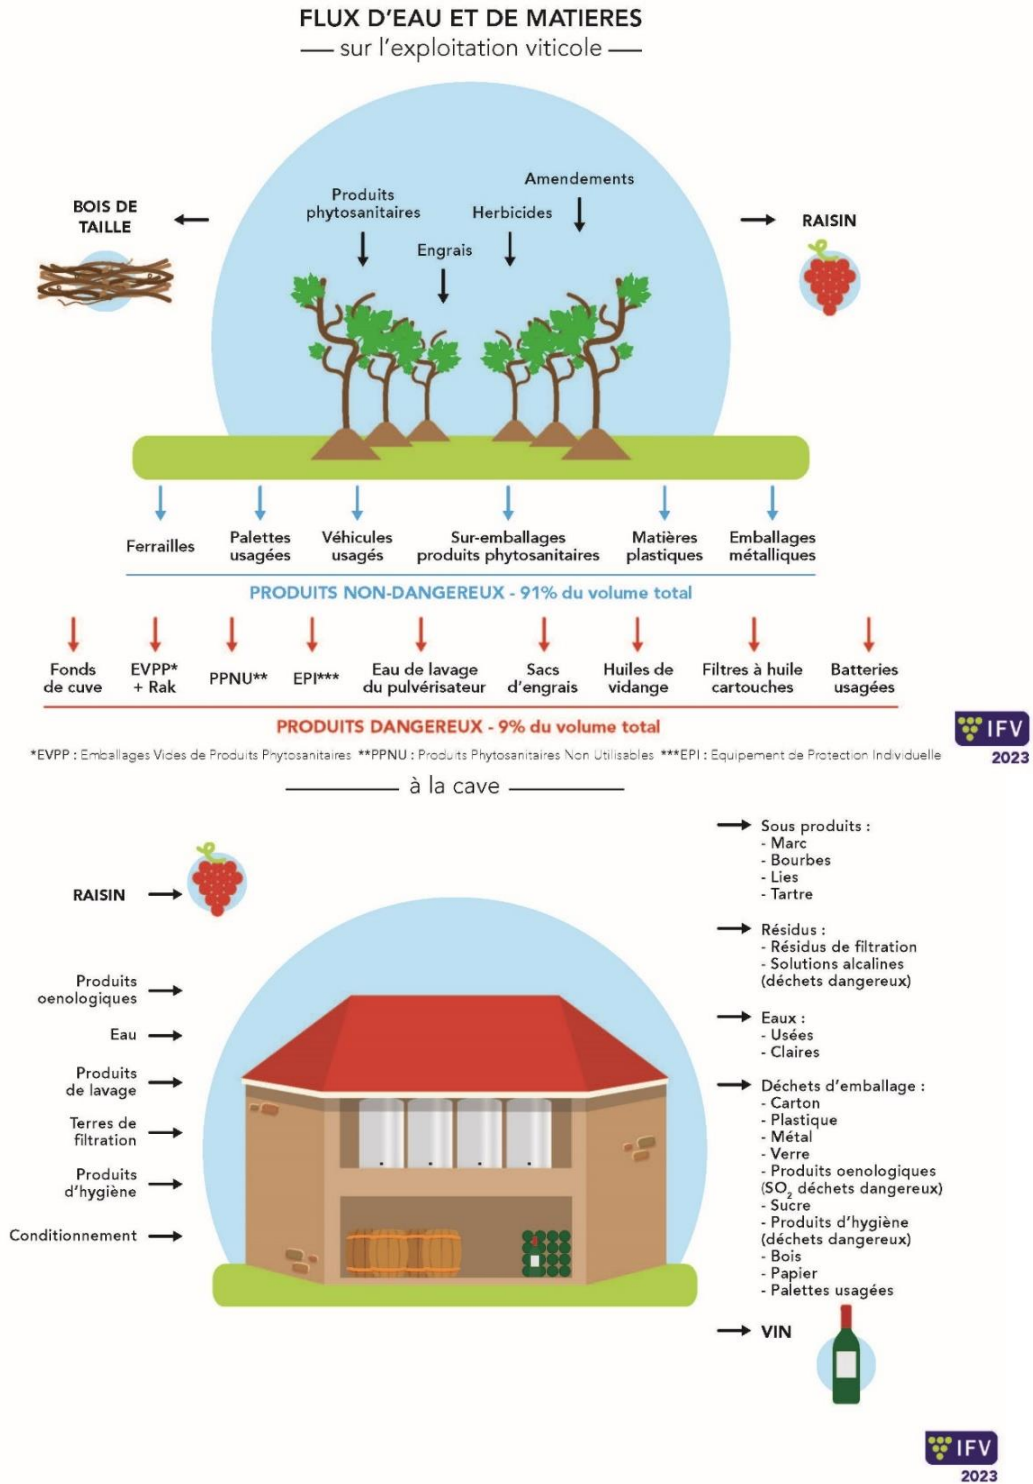 FLUX D'EAU ET DE MATIERES
sur l'exploitation viticole
BOIS DE
TAILLE
Produits
phytosanitaires
Engrais
Herbicides
Amendements
RAISIN
Ferrailles
Palettes
usagées
Véhicules
usagés
Sur-emballages
produits phytosanitaires
Matières
plastiques
Emballages
métalliques
PRODUITS NON-DANGEREUX - 91% du volume total
Fonds
de cuve
EVPP*
+ Rak
PPNU**
EPI***
Eau de lavage
du pulvérisateur
Sacs
d'engrais
Huiles de
vidange
Filtres à huile
cartouches
Batteries
usagées
PRODUITS DANGEREUX - 9% du volume total
IFV
2023
*EVPP : Emballages Vides de Produits Phytosanitaires **PPNU : Produits Phytosanitaires Non Utilisables ***EPI : Equipement de Protection Individuelle
à la cave
RAISIN
Produits
oenologiques
Eau
Produits
de lavage
Terres de
filtration
Produits
d'hygiène
Conditionnement
Sous produits :
- Marc
- Bourbes
- Lies
- Tartre
Résidus :
- Résidus de filtration
- Solutions alcalines
(déchets dangereux)
Eaux :
- Usées
- Claires
Déchets d'emballage :
- Carton
- Plastique
- Métal
- Verre
- Produits oenologiques
(SO₂ déchets dangereux)
- Sucre
- Produits d'hygiène
(déchets dangereux)
- Bois
- Papier
- Palettes usagées
VIN
IFV
2023